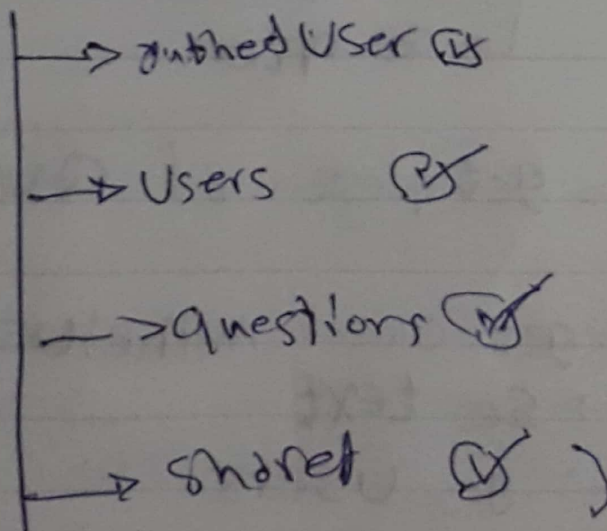 → authedUser ☑
→ Users ☑
→ questions ☑
→ shared ☑ )